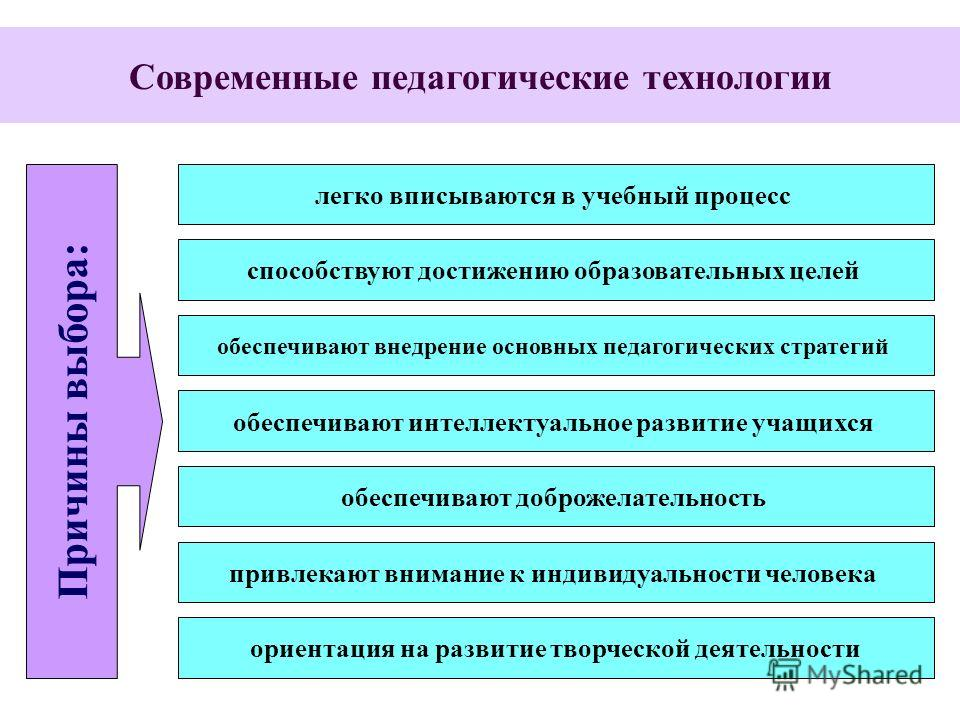 Современные педагогические технологии
Причины выбора:
легко вписываются в учебный процесс
способствуют достижению образовательных целей
обеспечивают внедрение основных педагогических стратегий
обеспечивают интеллектуальное развитие учащихся
обеспечивают доброжелательность
привлекают внимание к индивидуальности человека
ориентация на развитие творческой деятельности
MyShared